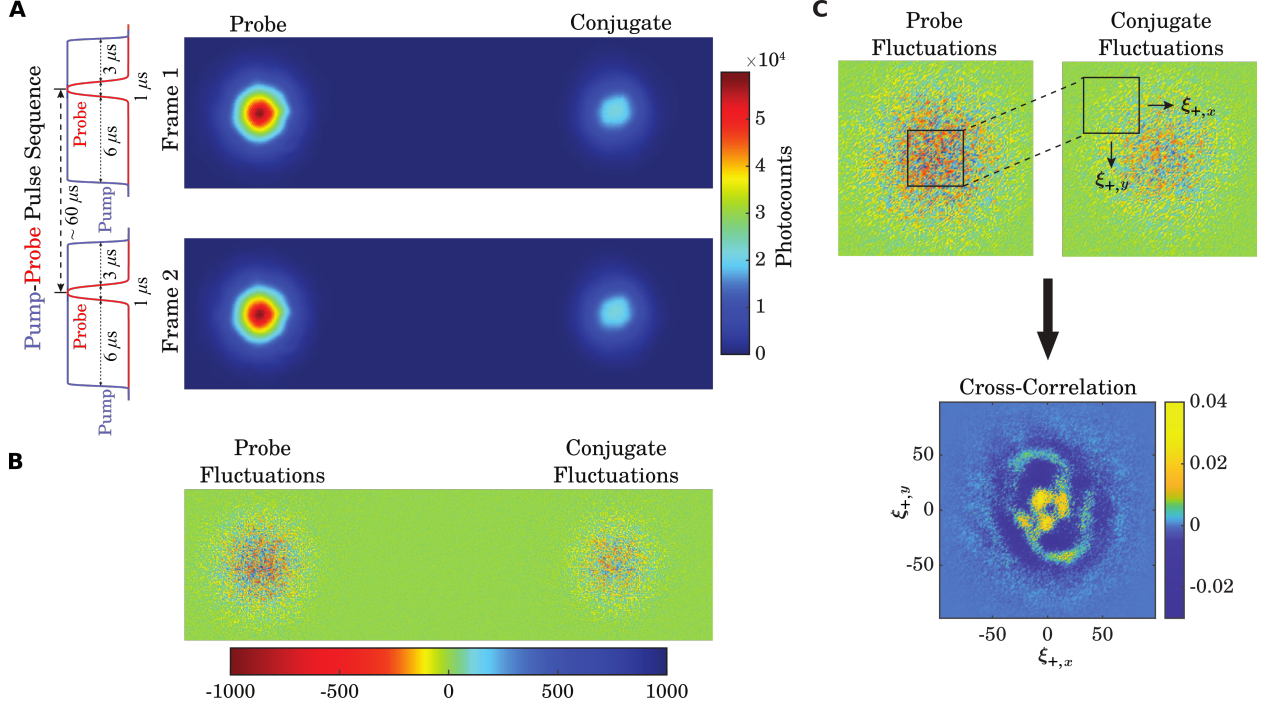 A
Pump-Probe Pulse Sequence
3 μs
1 μs
Probe
6 μs
Pump
~ 60 μs
3 μs
1 μs
Probe
6 μs
Pump
Probe
Conjugate
Frame 1
Frame 2
×10⁴
5
4
3
2
1
0
Photocounts
B
Probe
Fluctuations
Conjugate
Fluctuations
-1000
-500
0
500
1000
C
Probe
Fluctuations
Conjugate
Fluctuations
ξ+,x
ξ+,y
Cross-Correlation
50
0
-50
ξ+,y
-50
0
50
ξ+,x
0.04
0.02
0
-0.02